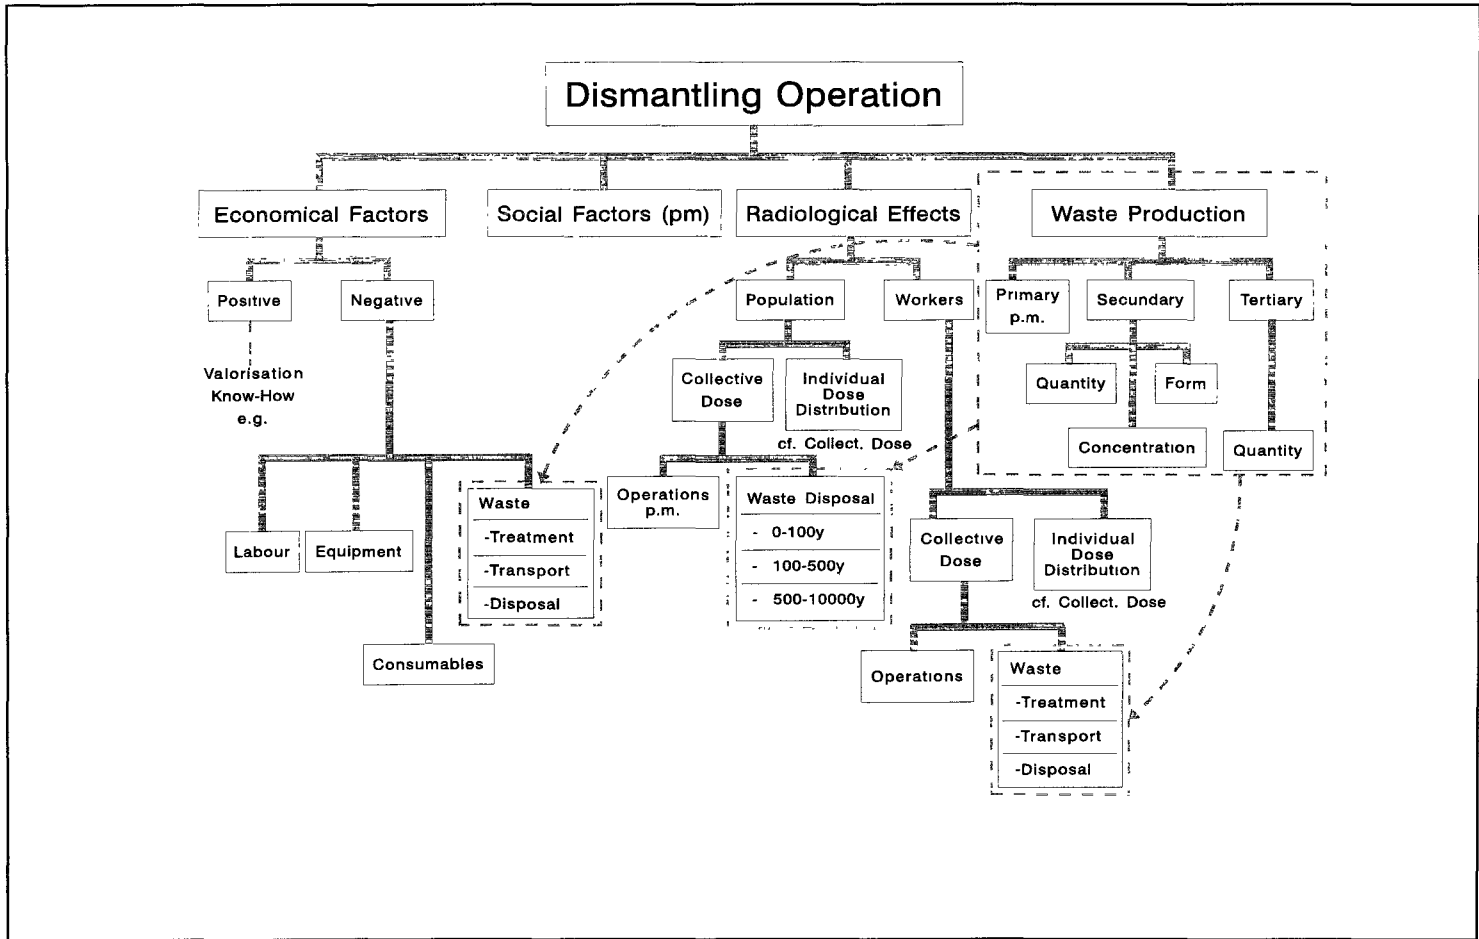 Dismantling Operation
Economical Factors
Social Factors (pm)
Radiological Effects
Waste Production
Positive
Negative
Population
Workers
Primary
p.m.
Secundary
Tertiary
Valorisation
Know-How
e.g.
Collective
Dose
Individual
Dose
Distribution
cf. Collect. Dose
Quantity
Form
Concentration
Quantity
Labour
Equipment
Consumables
Waste
-Treatment
-Transport
-Disposal
Operations
p.m.
Waste Disposal
- 0-100y
- 100-500y
- 500-10000y
Collective
Dose
Individual
Dose
Distribution
cf. Collect. Dose
Operations
Waste
-Treatment
-Transport
-Disposal